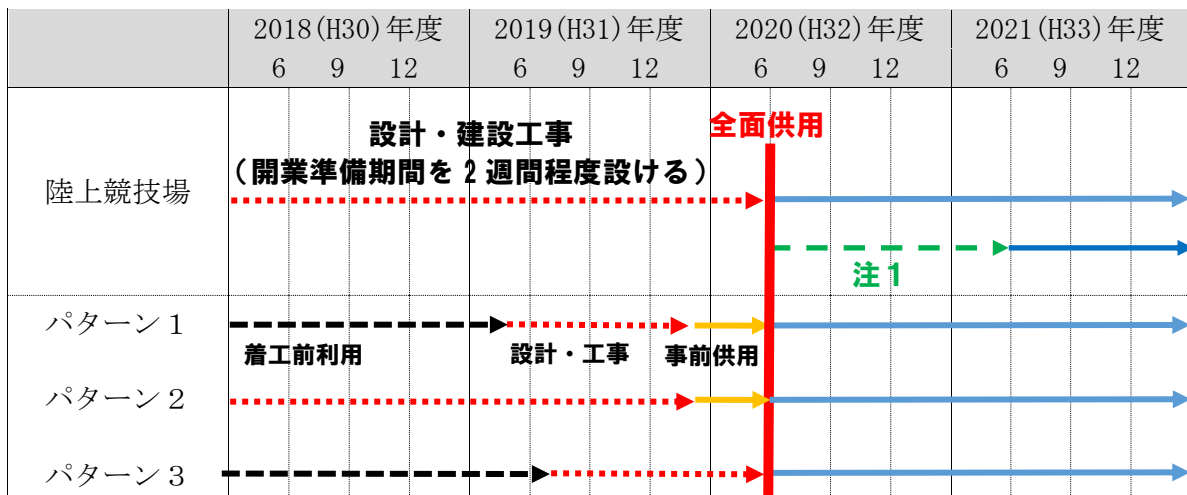 2018(H30)年度 2019(H31)年度 2020(H32)年度 2021(H33)年度
6 9 12 6 9 12 6 9 12 6 9 12
設計・建設工事 全面供用
(開業準備期間を2週間程度設ける)
陸上競技場
注1
パターン1
着工前利用 設計・工事 事前供用
パターン2
パターン3